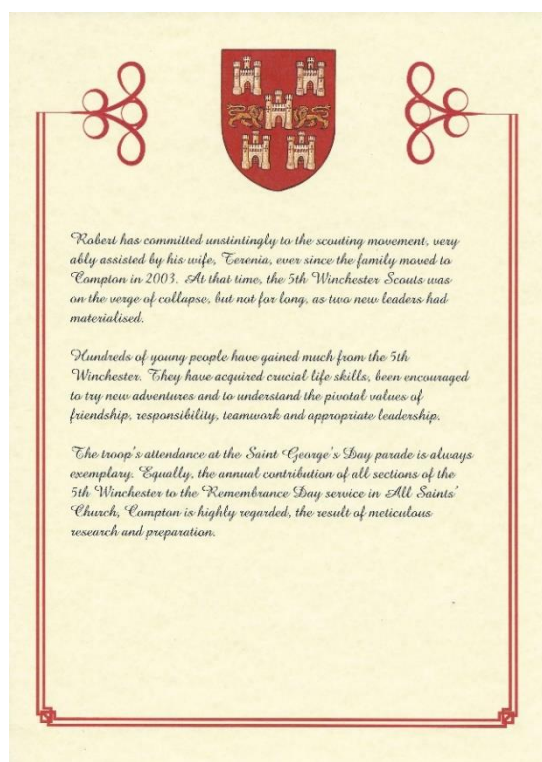 Robert has committed unstintingly to the scouting movement, very
ably assisted by his wife, Terenia, ever since the family moved to
Compton in 2003. At that time, the 5th Winchester Scouts was
on the verge of collapse, but not for long, as two new leaders had
materialised.
Hundreds of young people have gained much from the 5th
Winchester. They have acquired crucial life skills, been encouraged
to try new adventures and to understand the pivotal values of
friendship, responsibility, teamwork and appropriate leadership.
The troop's attendance at the Saint George's Day parade is always
exemplary. Equally, the annual contribution of all sections of the
5th Winchester to the Remembrance Day service in All Saints'
Church, Compton is highly regarded, the result of meticulous
research and preparation.